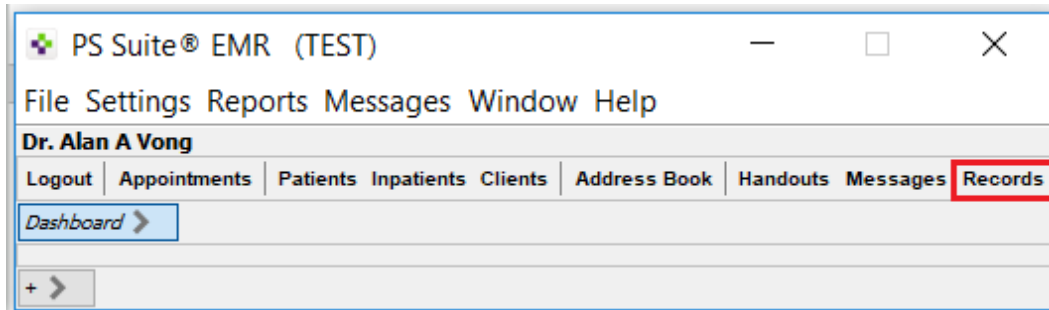 PS Suite® EMR (TEST)
File Settings Reports Messages Window Help
Dr. Alan A Vong
Logout Appointments Patients Inpatients Clients Address Book Handouts Messages Records
Dashboard
+